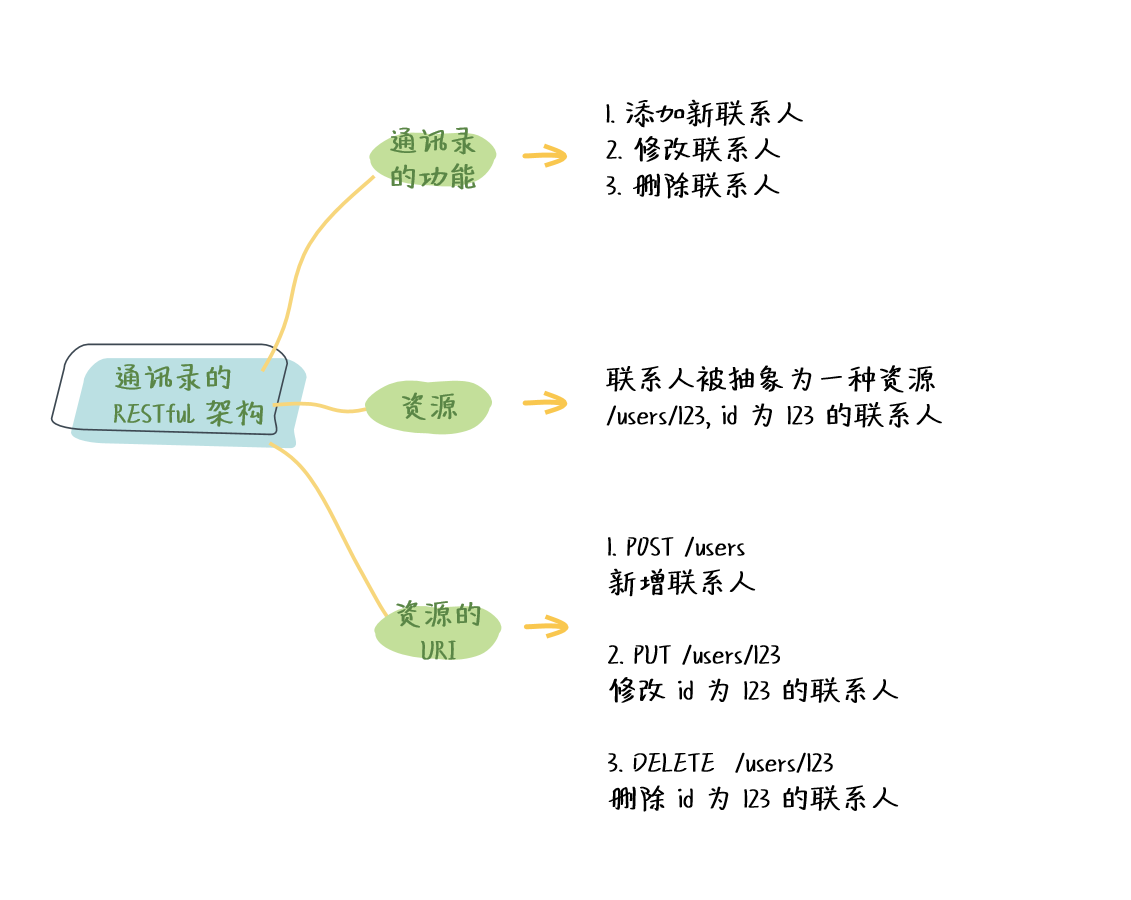 通讯录
的功能
1. 添加新联系人
2. 修改联系人
3. 删除联系人
通讯录的
RESTful 架构
资源
联系人被抽象为一种资源
/users/123, id 为 123 的联系人
资源的
URI
1. POST /users
新增联系人
2. PUT /users/123
修改 id 为 123 的联系人
3. DELETE /users/123
删除 id 为 123 的联系人